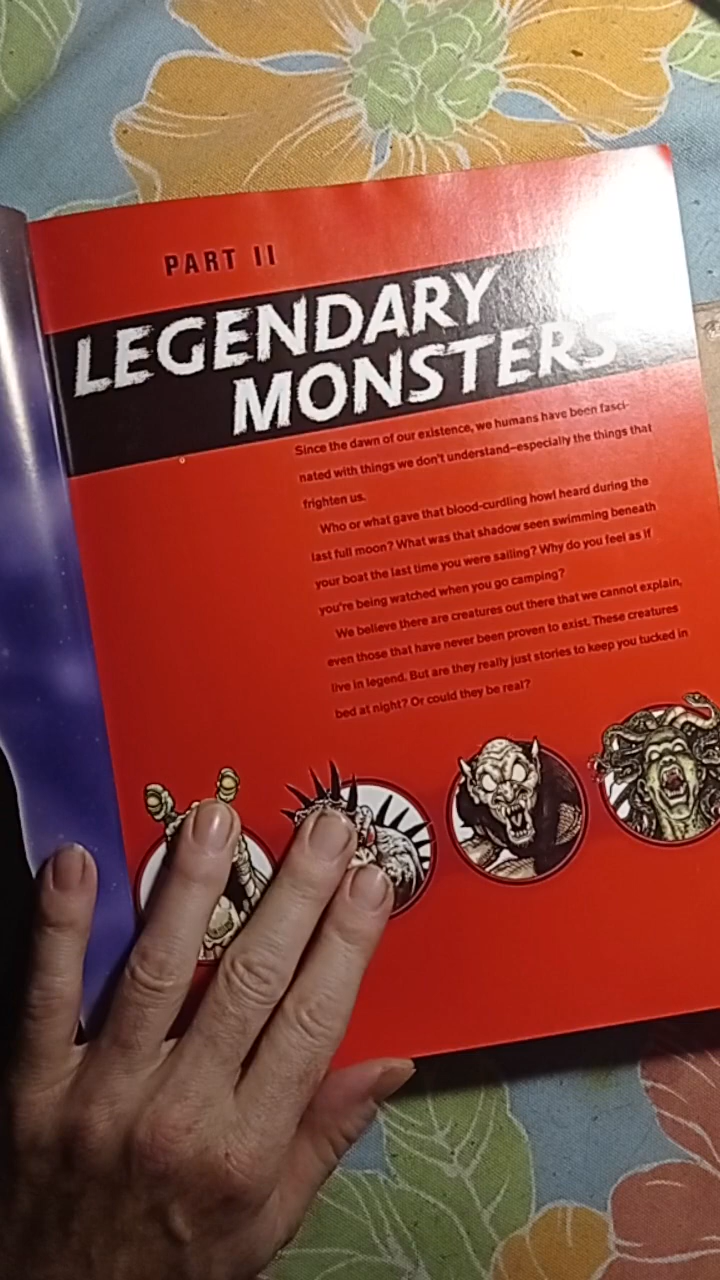 PART II
LEGENDARY
MONSTERS
Since the dawn of our existence, we humans have been fasci-
nated with things we don't understand–especially the things that
frighten us.
Who or what gave that blood-curdling howl heard during the
last full moon? What was that shadow seen swimming beneath
your boat the last time you were sailing? Why do you feel as if
you're being watched when you go camping?
We believe there are creatures out there that we cannot explain,
even those that have never been proven to exist. These creatures
live in legend. But are they really just stories to keep you tucked in
bed at night? Or could they be real?